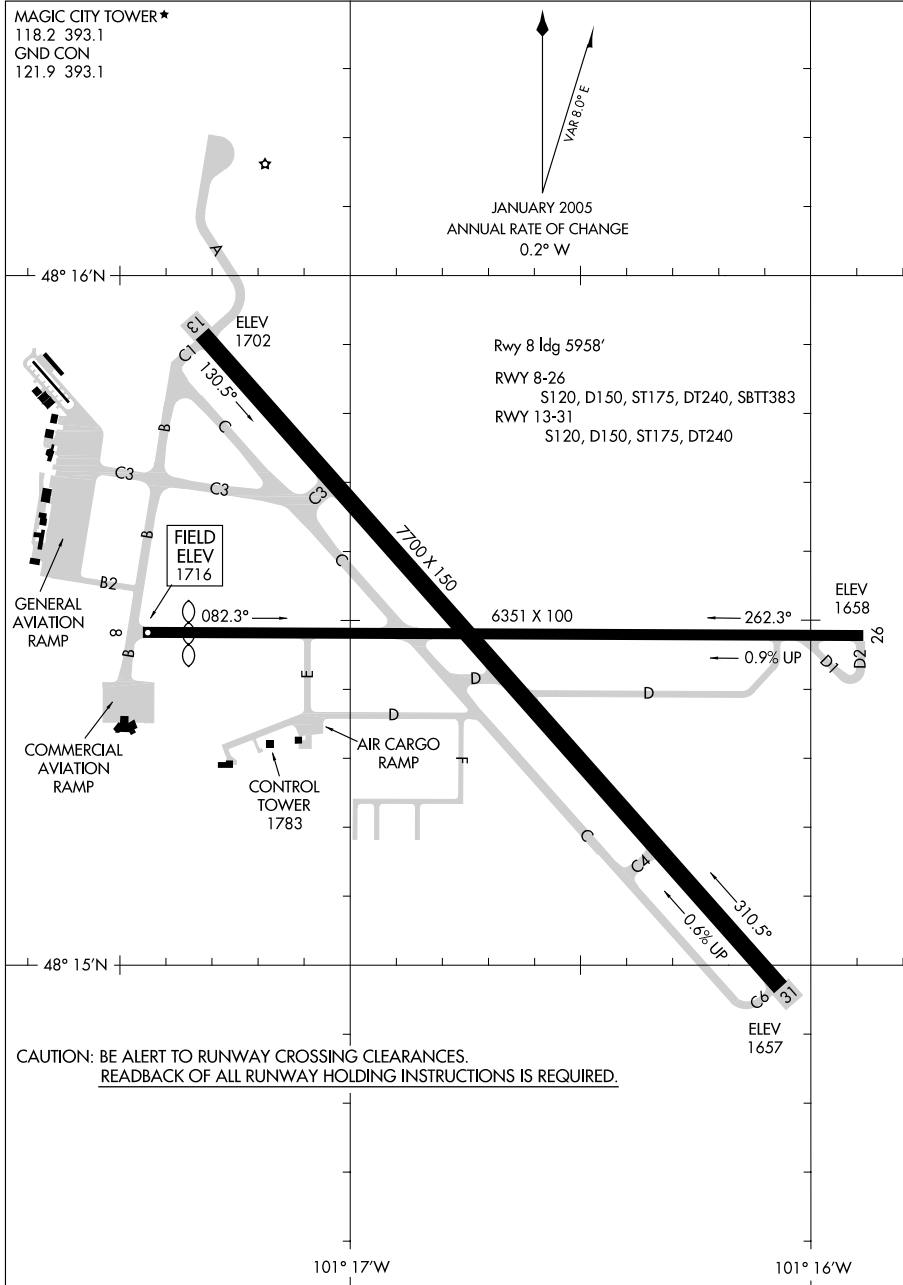 MAGIC CITY TOWER★
118.2 393.1
GND CON
121.9 393.1
VAR 8.0° E
JANUARY 2005
ANNUAL RATE OF CHANGE
0.2° W
48° 16'N
A
13
ELEV
1702
C1
130.5°
Rwy 8 ldg 5958'
RWY 8-26
S120, D150, ST175, DT240, SBTT383
RWY 13-31
S120, D150, ST175, DT240
B
C
C3
C3
C3
7700 X 150
FIELD
ELEV
1716
B
C
B2
GENERAL
AVIATION
RAMP
ELEV
1658
8
082.3°
6351 X 100
262.3°
26
B
0.9% UP
E
D
D
D1
D2
D
COMMERCIAL
AVIATION
RAMP
AIR CARGO
RAMP
F
CONTROL
TOWER
1783
C
C4
310.5°
0.6% UP
48° 15'N
C6
31
ELEV
1657
CAUTION: BE ALERT TO RUNWAY CROSSING CLEARANCES.
READBACK OF ALL RUNWAY HOLDING INSTRUCTIONS IS REQUIRED.
101° 17'W
101° 16'W